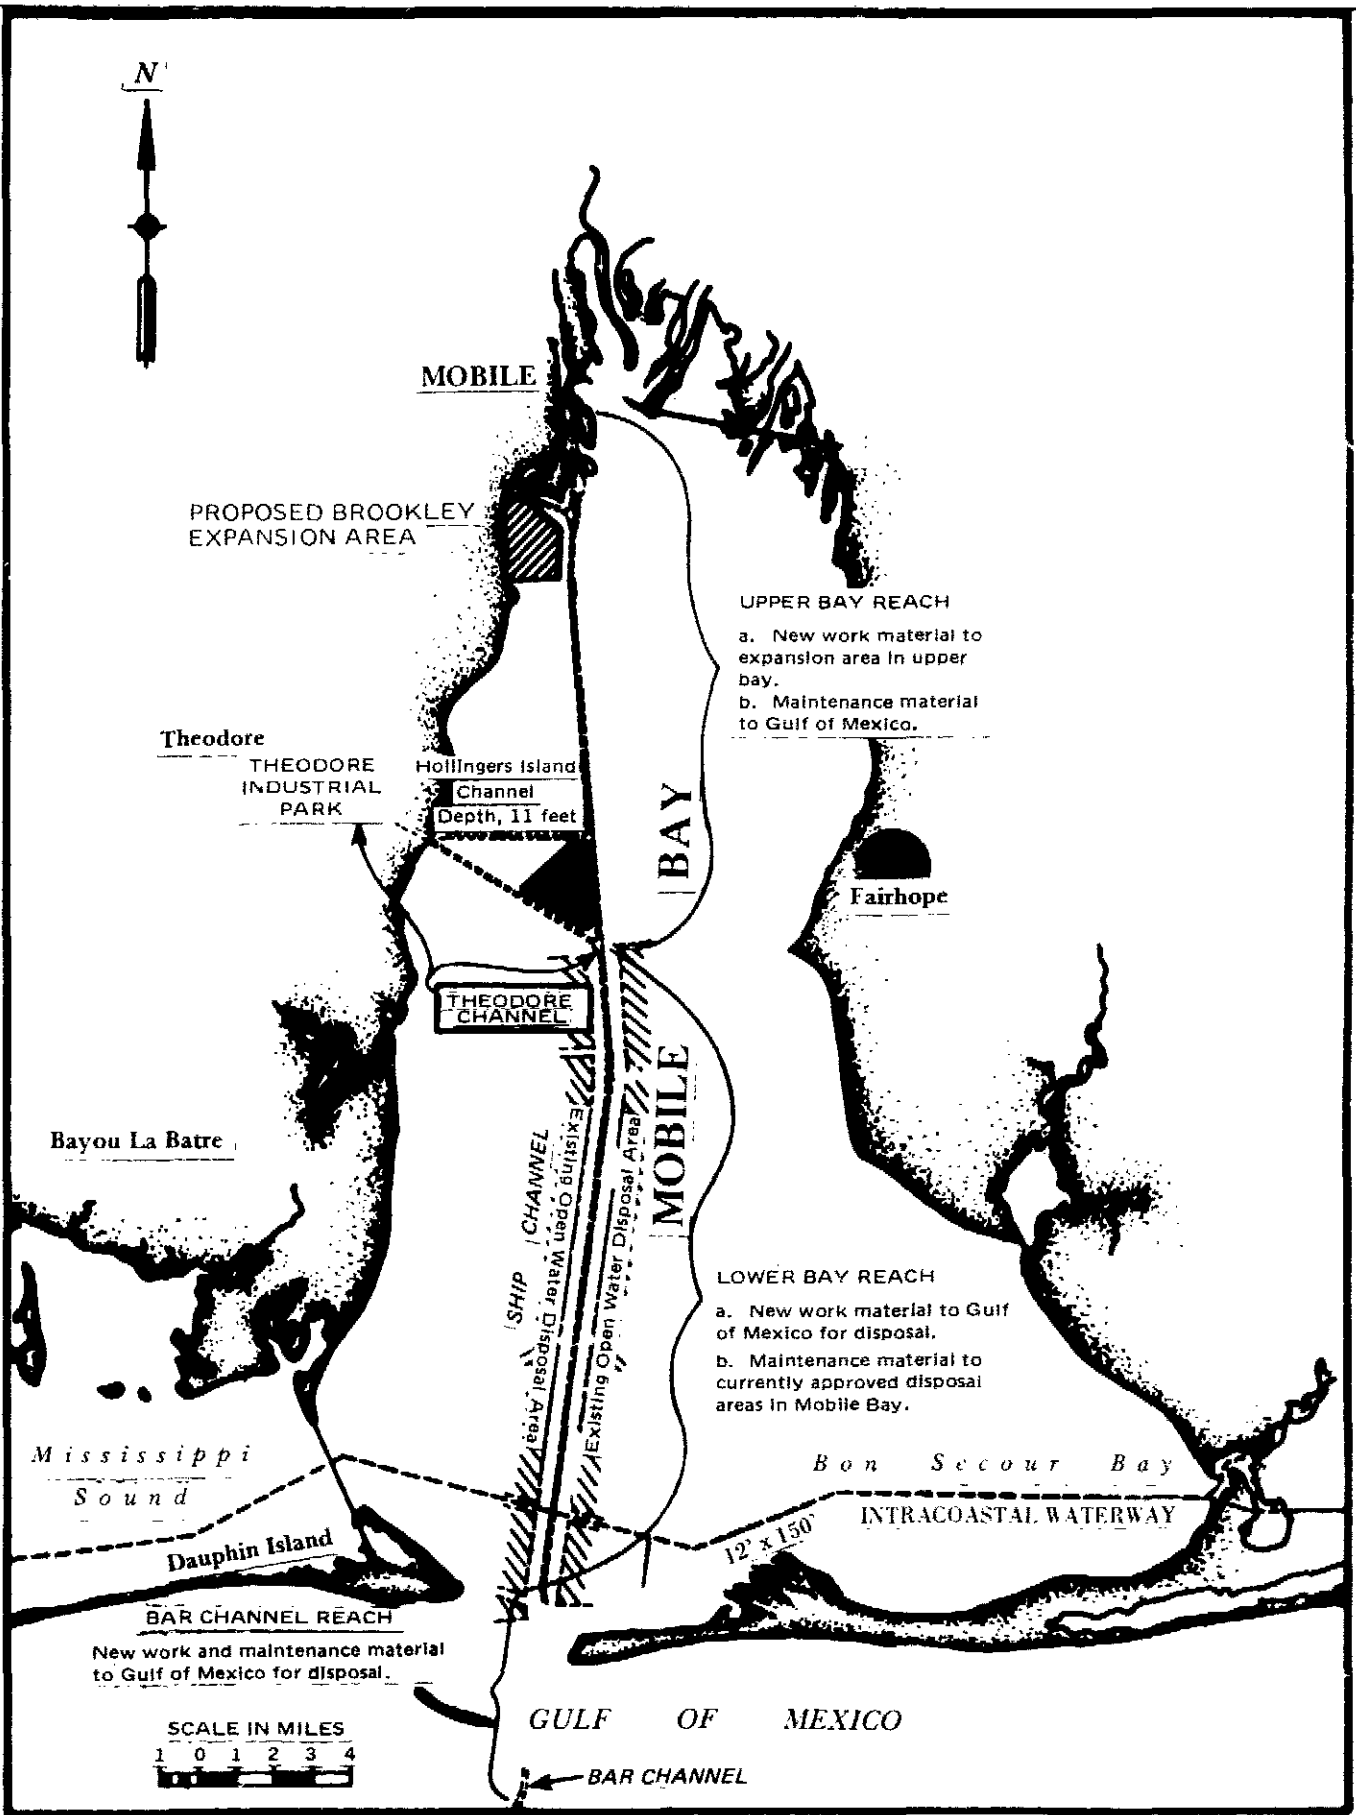 N
MOBILE
PROPOSED BROOKLEY
EXPANSION AREA
UPPER BAY REACH
a. New work material to
expansion area in upper
bay.
b. Maintenance material
to Gulf of Mexico.
Theodore
THEODORE
INDUSTRIAL
PARK
Hollingers Island
Channel
Depth, 11 feet
BAY
Fairhope
THEODORE
CHANNEL
MOBILE
Bayou La Batre
SHIP CHANNEL
Existing Open Water Disposal Area
Existing Open Water Disposal Area
LOWER BAY REACH
a. New work material to Gulf
of Mexico for disposal.
b. Maintenance material to
currently approved disposal
areas in Mobile Bay.
Mississippi
Sound
Bon Secour Bay
INTRACOASTAL WATERWAY
12' x 150'
Dauphin Island
BAR CHANNEL REACH
New work and maintenance material
to Gulf of Mexico for disposal.
GULF OF MEXICO
SCALE IN MILES
1 0 1 2 3 4
BAR CHANNEL